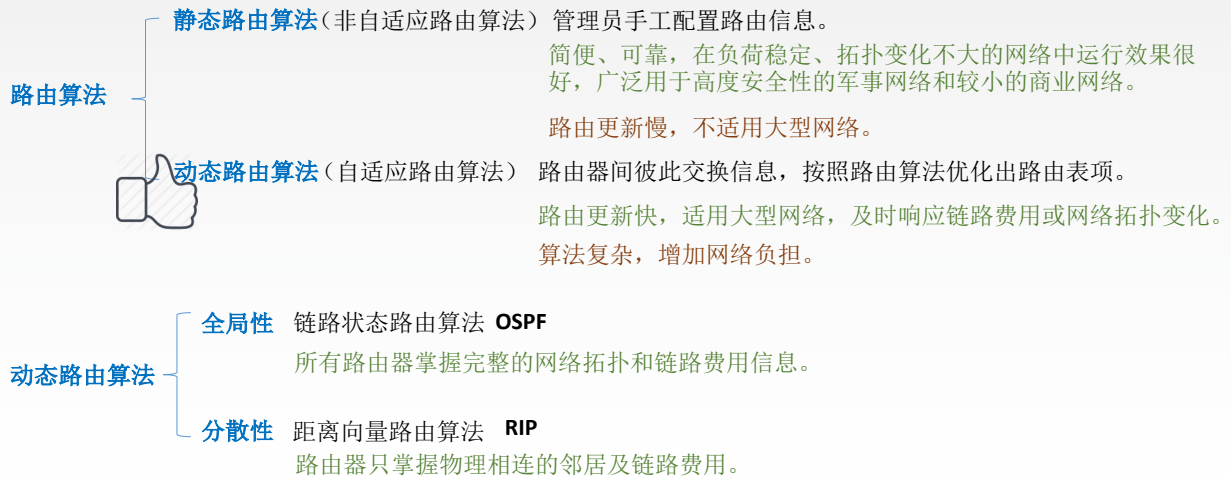 静态路由算法(非自适应路由算法) 管理员手工配置路由信息。
简便、可靠,在负荷稳定、拓扑变化不大的网络中运行效果很
好,广泛用于高度安全性的军事网络和较小的商业网络。
路由算法
路由更新慢,不适用大型网络。
动态路由算法(自适应路由算法) 路由器间彼此交换信息,按照路由算法优化出路由表项。
路由更新快,适用大型网络,及时响应链路费用或网络拓扑变化。
算法复杂,增加网络负担。
全局性 链路状态路由算法 OSPF
所有路由器掌握完整的网络拓扑和链路费用信息。
动态路由算法
分散性 距离向量路由算法 RIP
路由器只掌握物理相连的邻居及链路费用。